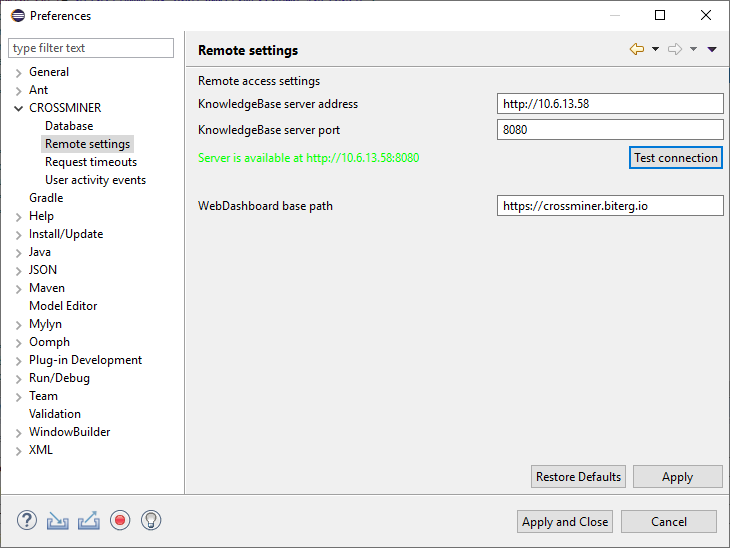 Preferences
type filter text
General
Ant
CROSSMINER
Database
Remote settings
Request timeouts
User activity events
Gradle
Help
Install/Update
Java
JSON
Maven
Model Editor
Mylyn
Oomph
Plug-in Development
Run/Debug
Team
Validation
WindowBuilder
XML
Remote settings
Remote access settings
KnowledgeBase server address http://10.6.13.58
KnowledgeBase server port 8080
Server is available at http://10.6.13.58:8080 Test connection
WebDashboard base path https://crossminer.biterg.io
Restore Defaults Apply
Apply and Close Cancel